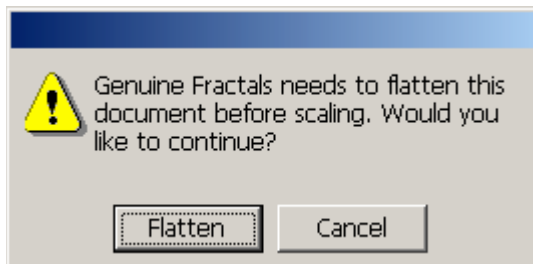 Genuine Fractals needs to flatten this
document before scaling. Would you
like to continue?
Flatten
Cancel